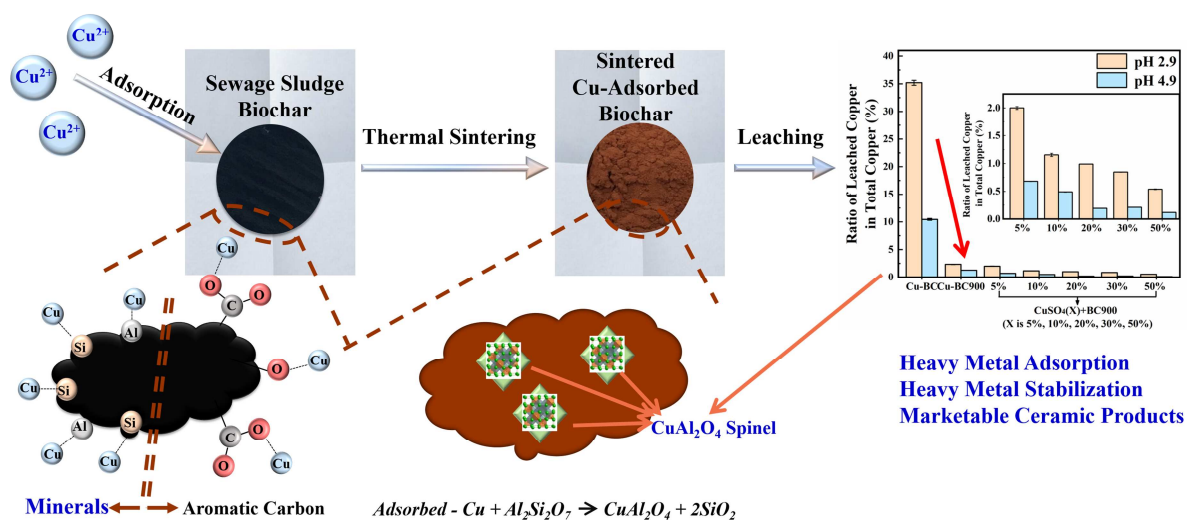 Cu2+
Cu2+
Cu2+
Adsorption
Sewage Sludge
Biochar
Thermal Sintering
Sintered
Cu-Adsorbed
Biochar
Leaching
Ratio of Leached Copper
in Total Copper (%)
40
35
30
25
20
15
10
5
0
pH 2.9
pH 4.9
Ratio of Leached Copper
in Total Copper (%)
2.0
1.5
1.0
0.5
0.0
5% 10% 20% 30% 50%
Cu-BC Cu-BC900 5% 10% 20% 30% 50%
CuSO₄(X)+BC900
(X is 5%, 10%, 20%, 30%, 50%)
Cu
O
C
O
Cu
Al
Cu
Si
Cu
Si
Al
Cu
Si
Cu
O
Cu
C
O
O
Cu
CuAl₂O₄ Spinel
Heavy Metal Adsorption
Heavy Metal Stabilization
Marketable Ceramic Products
Minerals
Aromatic Carbon
Adsorbed - Cu + Al₂Si₂O₇ → CuAl₂O₄ + 2SiO₂